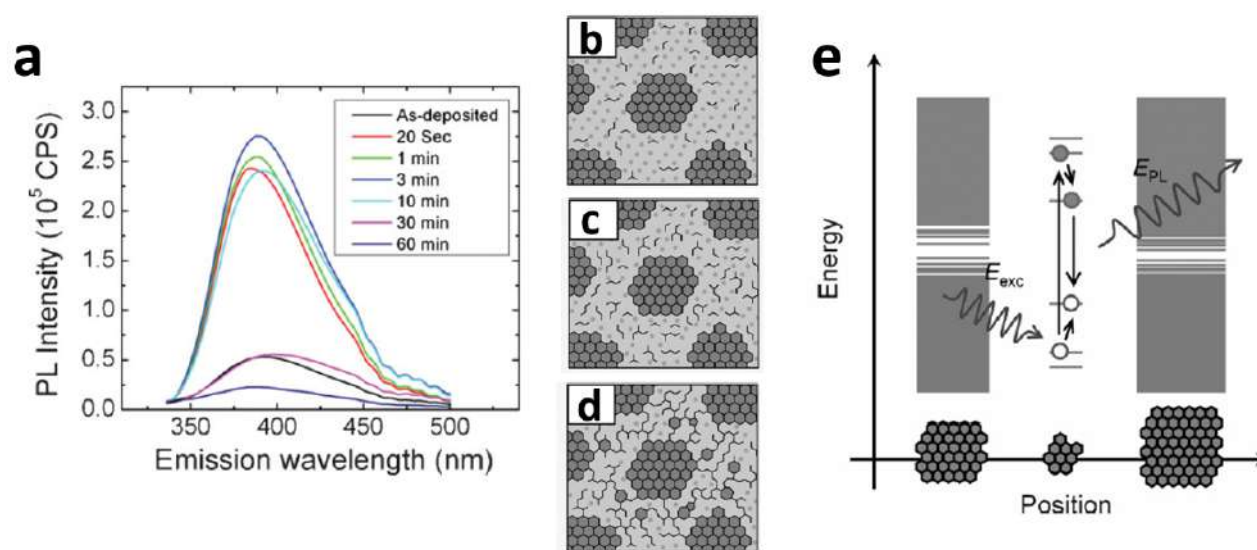 a
PL Intensity (10⁵ CPS)
3.0
2.5
2.0
1.5
1.0
0.5
0.0
350
400
450
500
Emission wavelength (nm)
As-deposited
20 Sec
1 min
3 min
10 min
30 min
60 min
b
c
d
e
Energy
E_exc
E_PL
Position